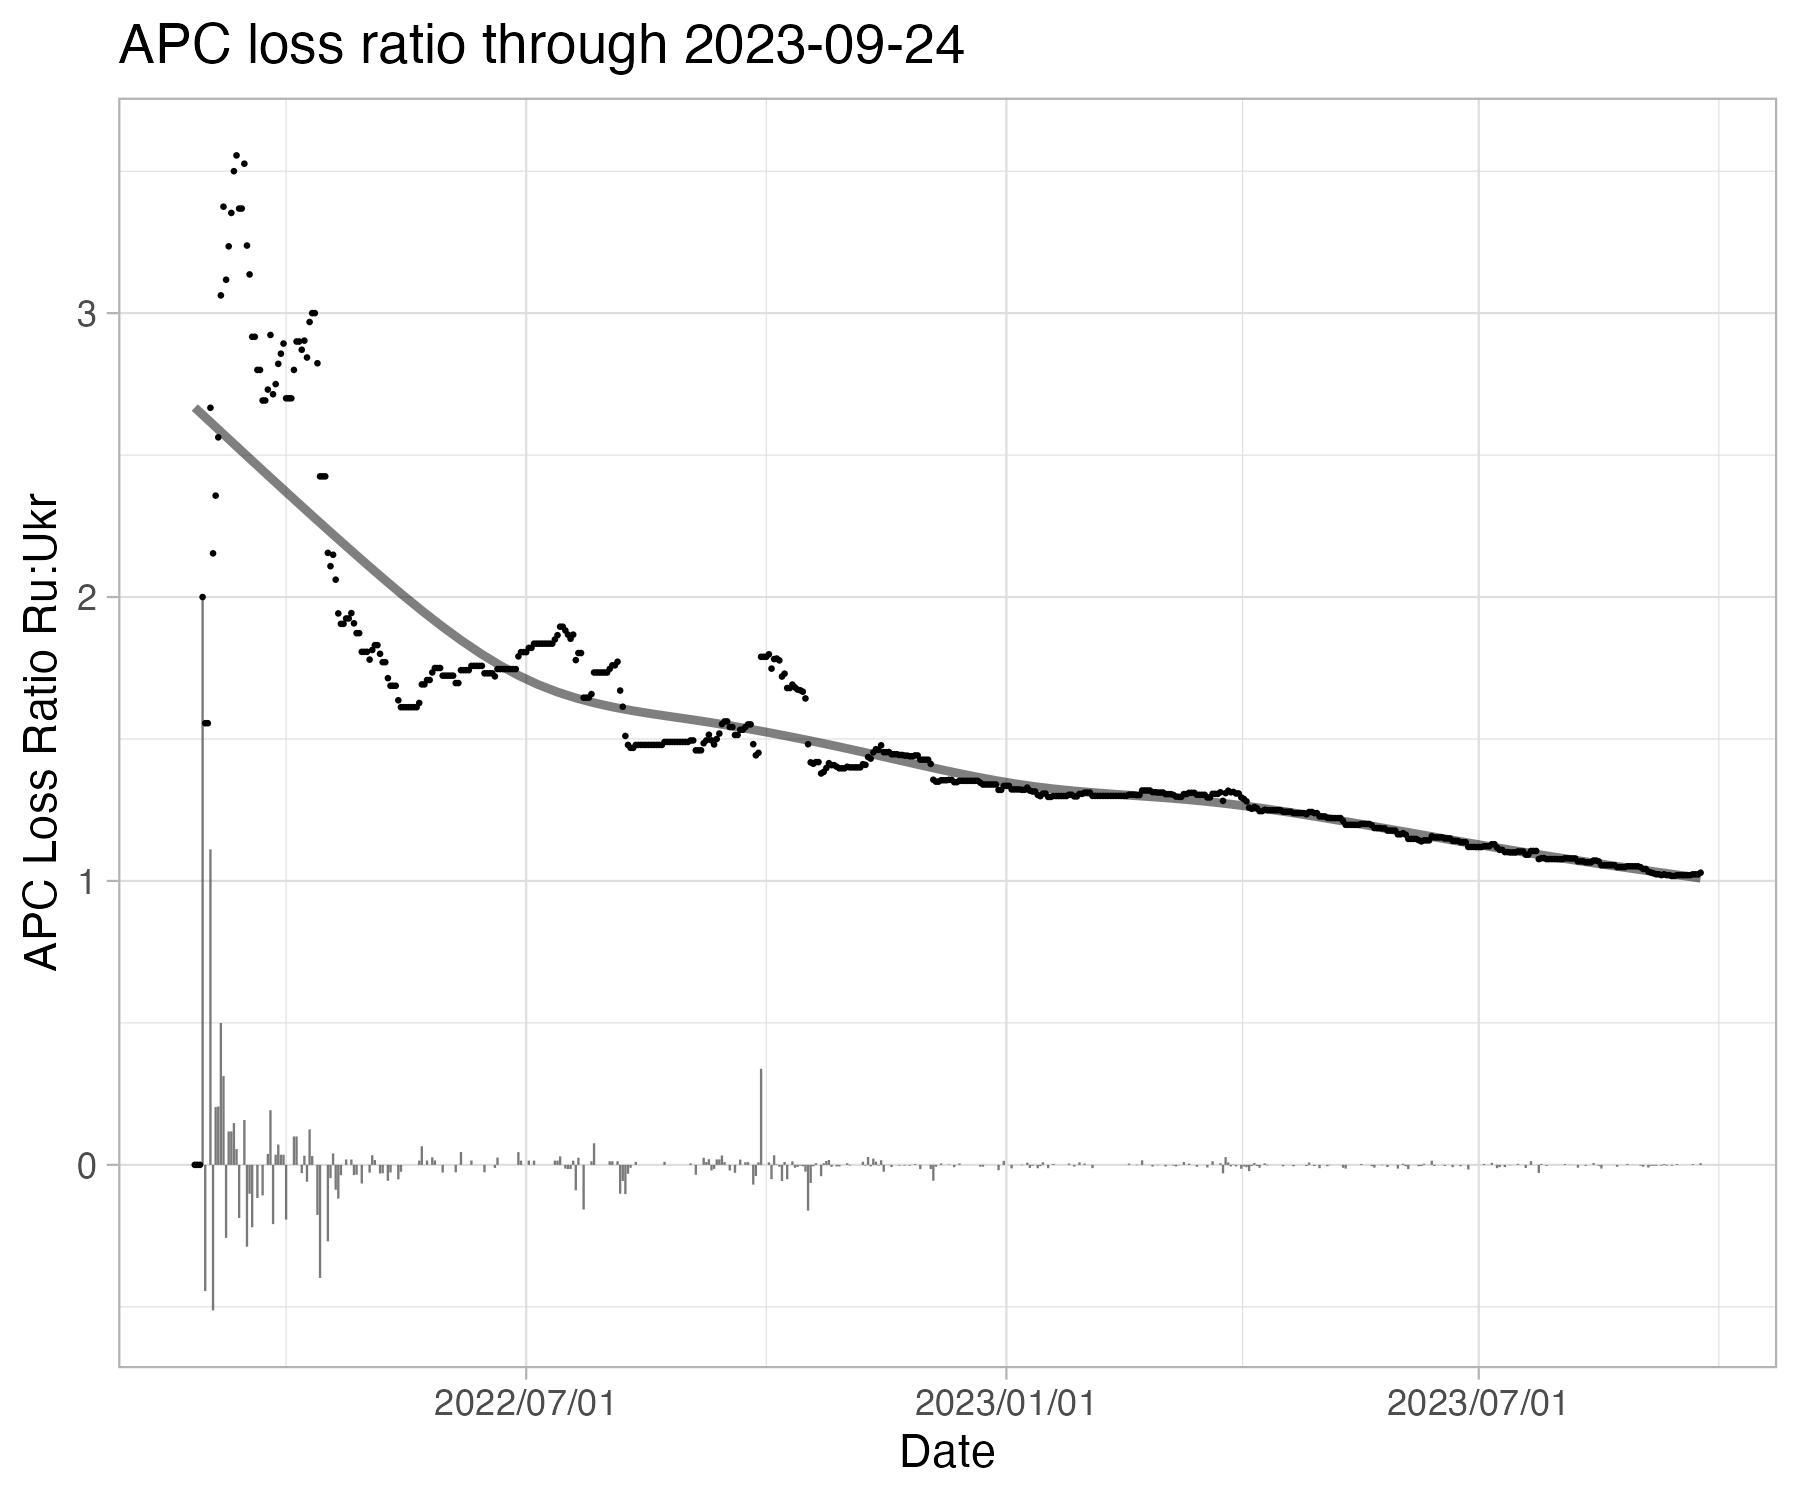 APC loss ratio through 2023-09-24
APC Loss Ratio Ru:Ukr
3
2
1
0
2022/07/01
2023/01/01
2023/07/01
Date